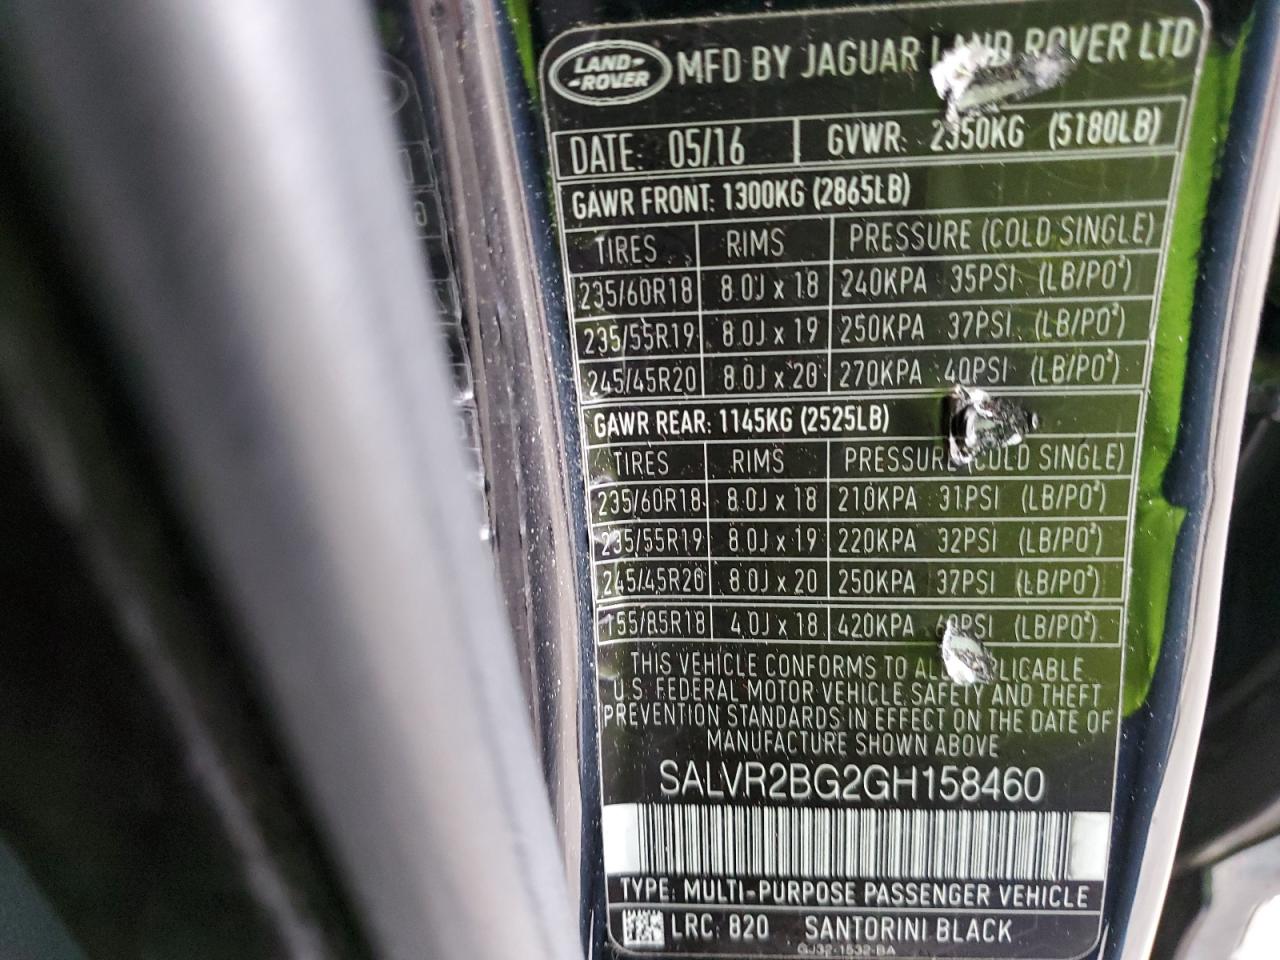 LAND-
-ROVER
MFD BY JAGUAR LAND ROVER LTD
DATE: 05/16 GVWR: 2350KG (5180LB)
GAWR FRONT: 1300KG (2865LB)
TIRES RIMS PRESSURE (COLD SINGLE)
235/60R18 8.0J x 18 240KPA 35PSI (LB/PO²)
235/55R19 8.0J x 19 250KPA 37PSI (LB/PO²)
245/45R20 8.0J x 20 270KPA 40PSI (LB/PO²)
GAWR REAR: 1145KG (2525LB)
TIRES RIMS PRESSURE (COLD SINGLE)
235/60R18 8.0J x 18 210KPA 31PSI (LB/PO²)
235/55R19 8.0J x 19 220KPA 32PSI (LB/PO²)
245/45R20 8.0J x 20 250KPA 37PSI (LB/PO²)
155/85R18 4.0J x 18 420KPA (LB/PO²)
THIS VEHICLE CONFORMS TO ALL APPLICABLE
U.S. FEDERAL MOTOR VEHICLE SAFETY AND THEFT
PREVENTION STANDARDS IN EFFECT ON THE DATE OF
MANUFACTURE SHOWN ABOVE
SALVR2BG2GH158460
TYPE: MULTI-PURPOSE PASSENGER VEHICLE
LRC: 820 SANTORINI BLACK
GJ32-1532-BA